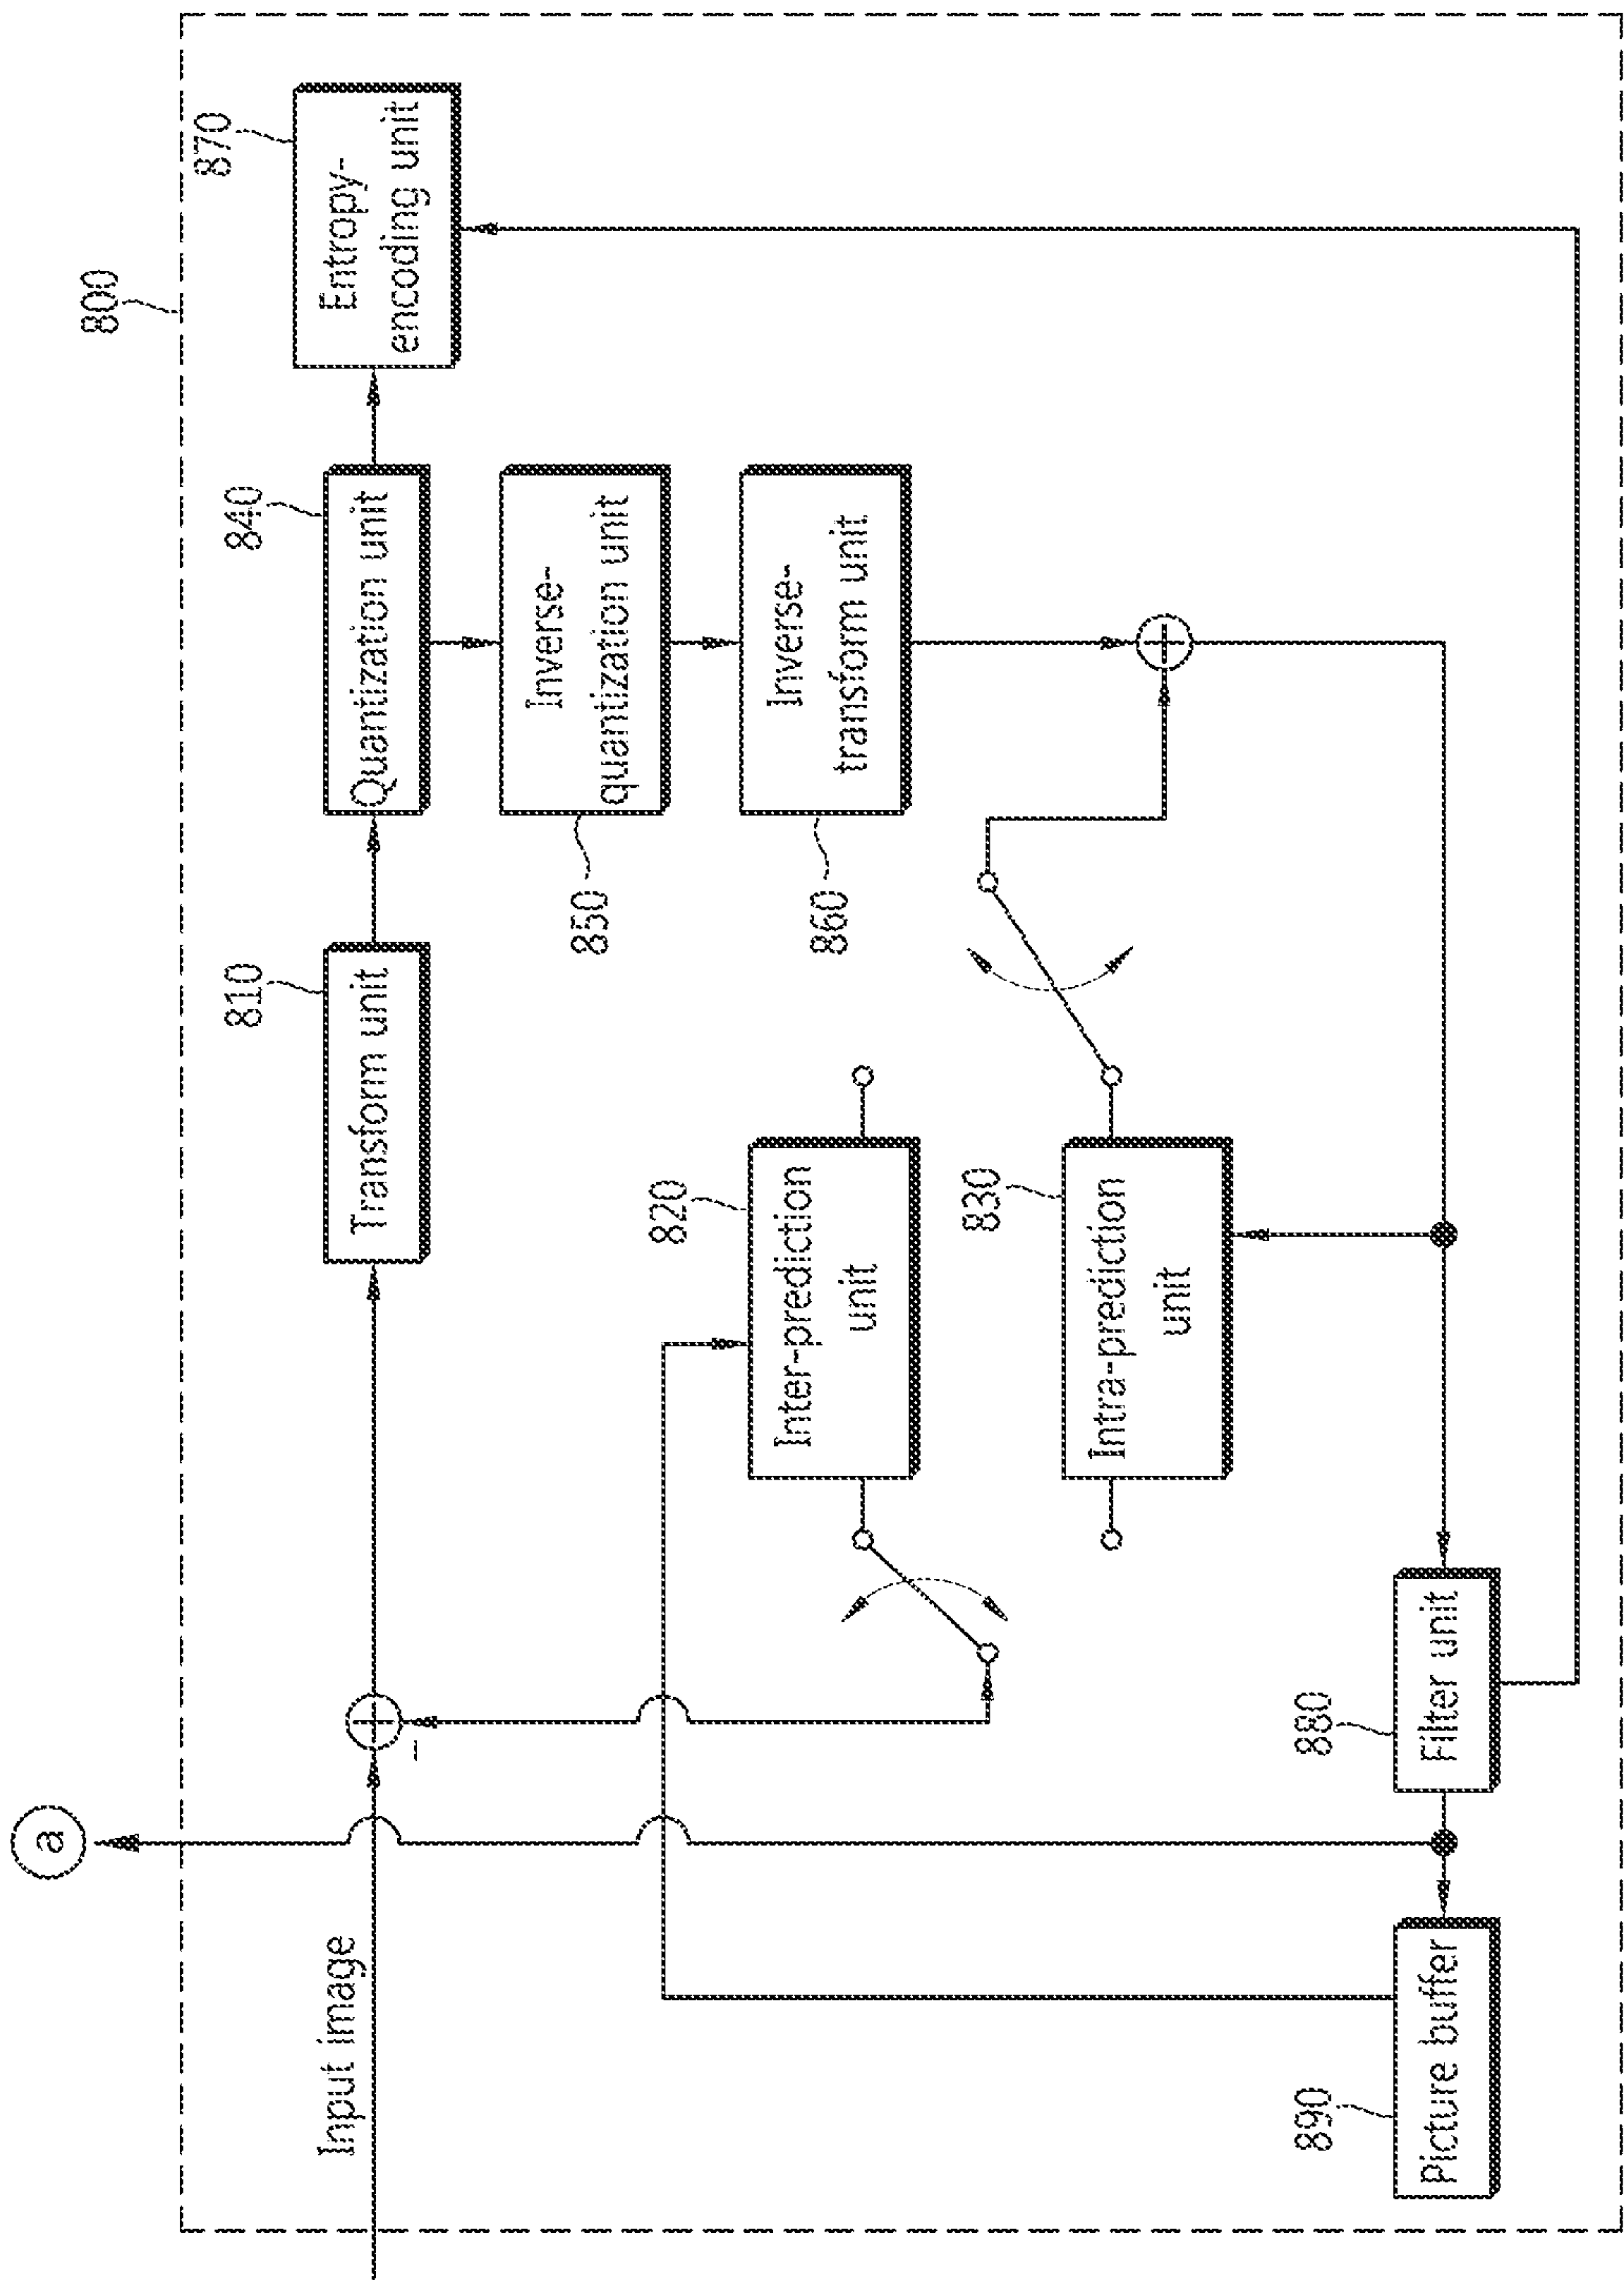 800
a
Input image
-
810
Transform unit
840
Quantization unit
870
Entropy-
encoding unit
850
Inverse-
quantization unit
820
Inter-prediction
unit
860
Inverse-
transform unit
830
Intra-prediction
unit
890
Picture buffer
880
Filter unit